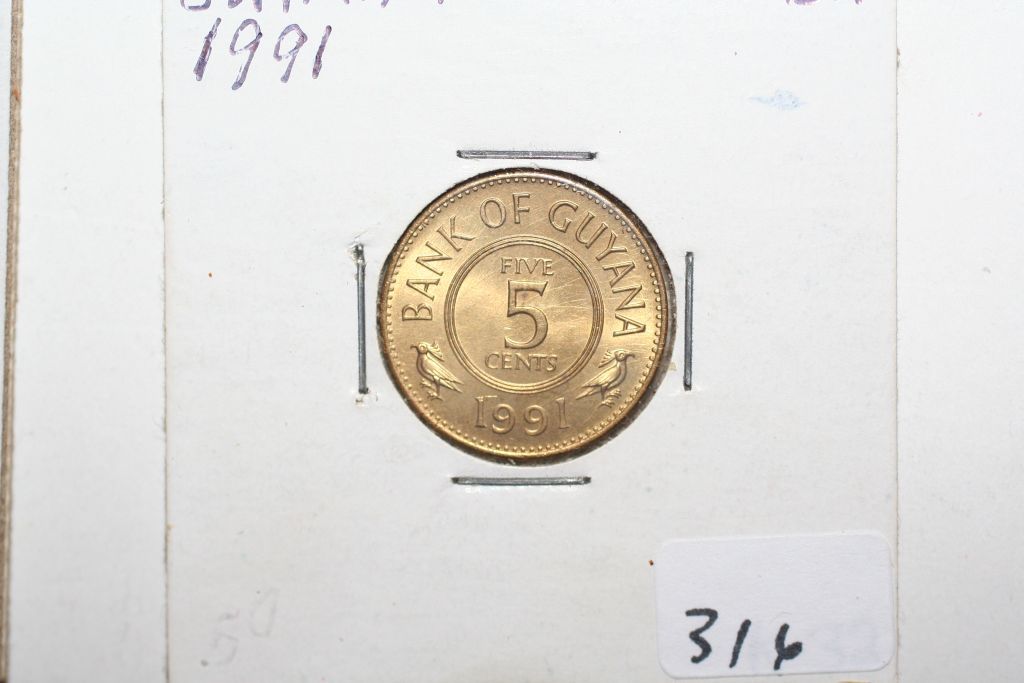 1991
BANK OF GUYANA
FIVE
5
CENTS
1991
316